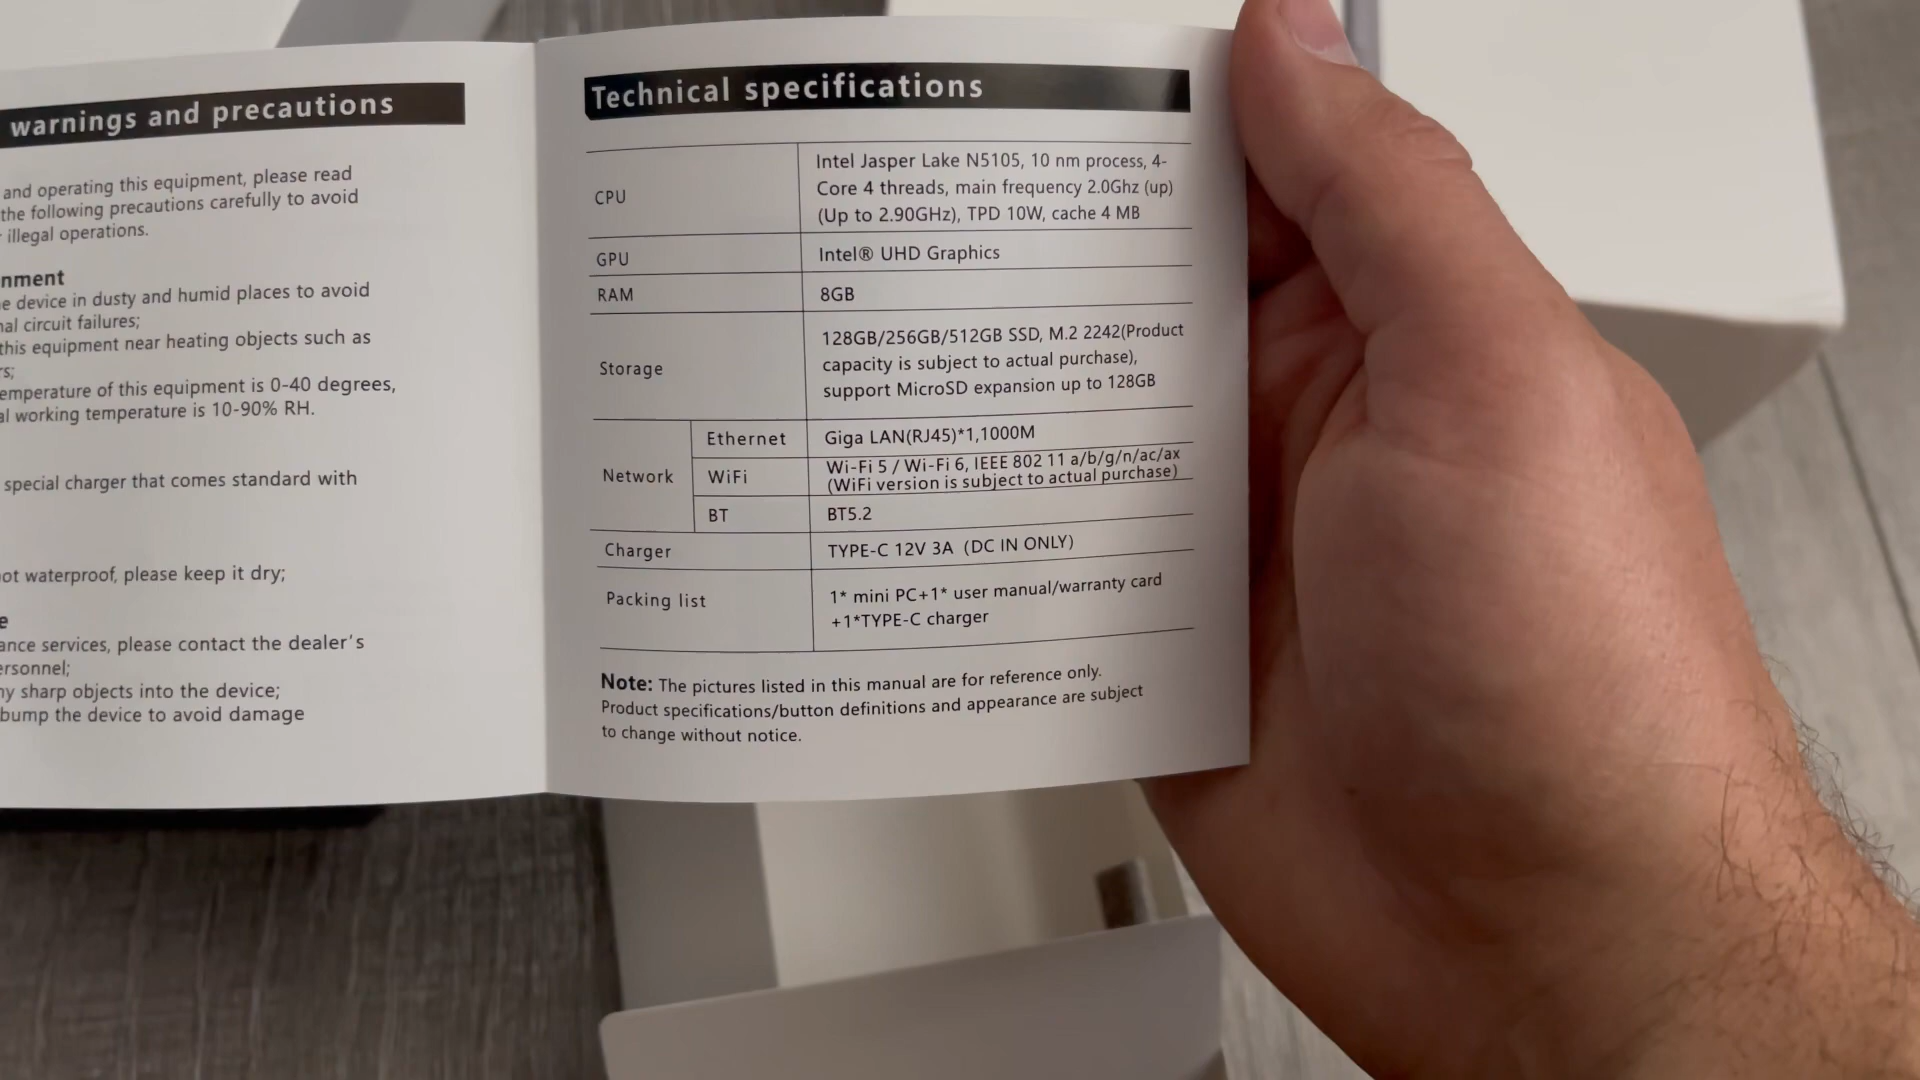 warnings and precautions
and operating this equipment, please read
the following precautions carefully to avoid
illegal operations.
nment
e device in dusty and humid places to avoid
nal circuit failures;
this equipment near heating objects such as
rs;
emperature of this equipment is 0-40 degrees,
al working temperature is 10-90% RH.
special charger that comes standard with
ot waterproof, please keep it dry;
e
ance services, please contact the dealer's
ersonnel;
ny sharp objects into the device;
bump the device to avoid damage
Technical specifications
CPU
Intel Jasper Lake N5105, 10 nm process, 4-
Core 4 threads, main frequency 2.0Ghz (up)
(Up to 2.90GHz), TPD 10W, cache 4 MB
GPU
Intel® UHD Graphics
RAM
8GB
Storage
128GB/256GB/512GB SSD, M.2 2242(Product
capacity is subject to actual purchase),
support MicroSD expansion up to 128GB
Network
Ethernet
Giga LAN(RJ45)*1,1000M
WiFi
Wi-Fi 5 / Wi-Fi 6, IEEE 802 11 a/b/g/n/ac/ax
(WiFi version is subject to actual purchase)
BT
BT5.2
Charger
TYPE-C 12V 3A (DC IN ONLY)
Packing list
1* mini PC+1* user manual/warranty card
+1*TYPE-C charger
Note: The pictures listed in this manual are for reference only.
Product specifications/button definitions and appearance are subject
to change without notice.